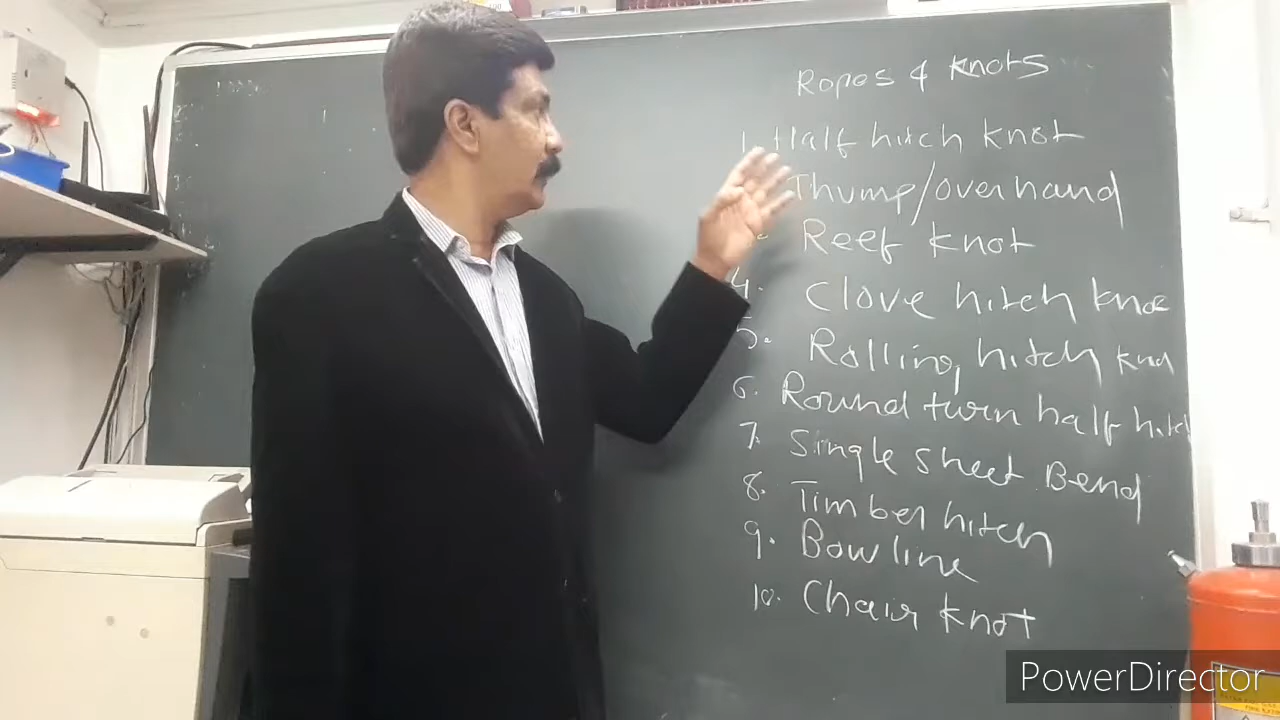 Ropes & Knots
1. Half hitch knot
Thump/overhand
Reef knot
4. Clove hitch knot
5. Rolling hitch knot
6. Round turn half hitch
7. Single sheet Bend
8. Timber hitch
9. Bowline
10. Chair knot
PowerDirector